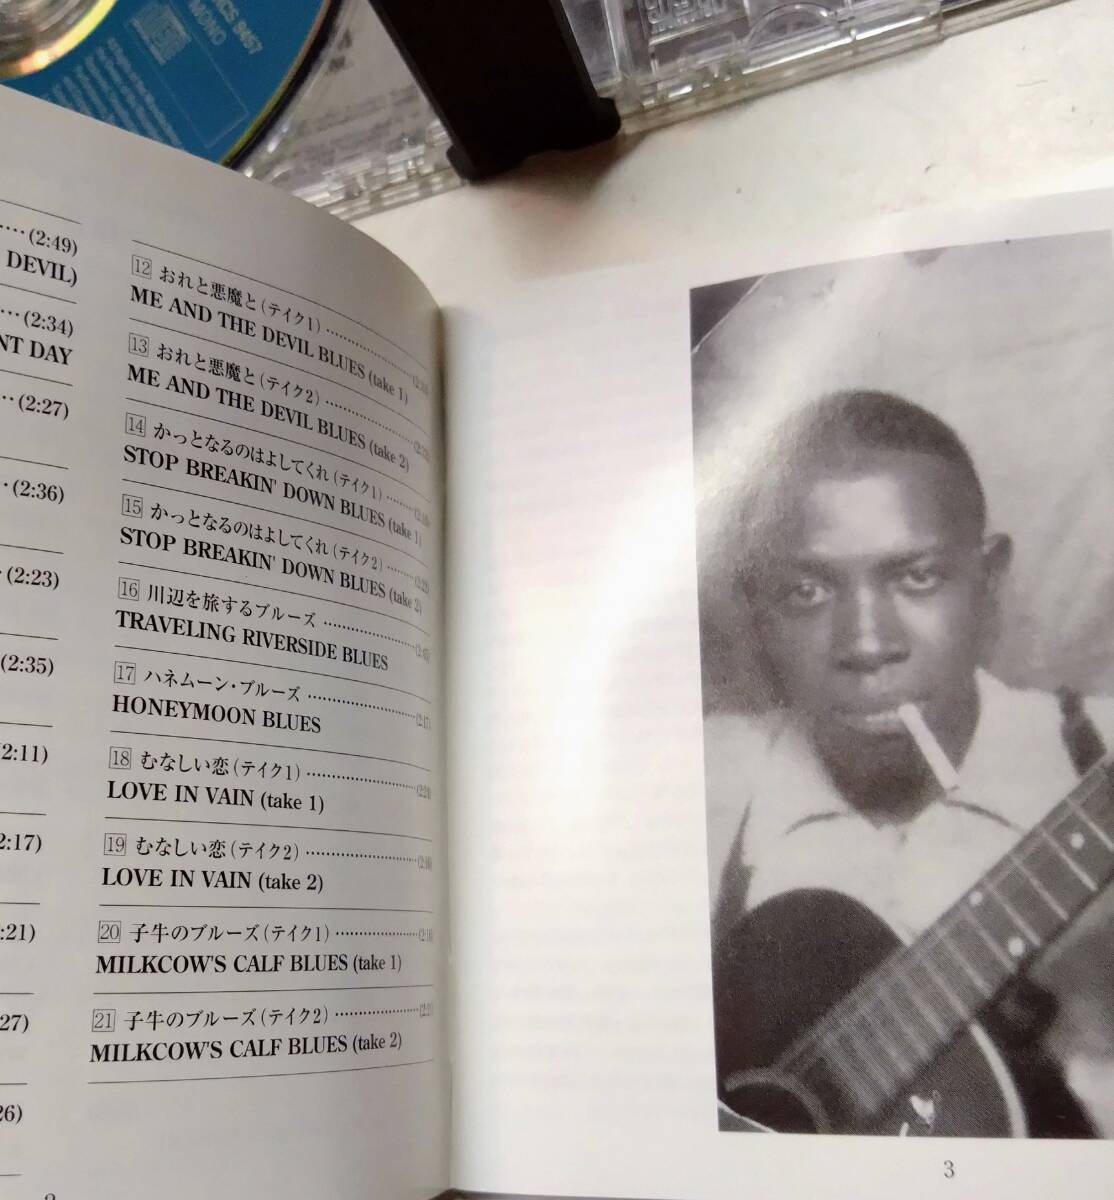 CS 9467
MONO
(2:49)
DEVIL)
(2:34)
NT DAY
(2:27)
(2:36)
(2:23)
(2:35)
(2:11)
2:17)
:21)
27)
26)
12 おれと悪魔と(テイク1)
ME AND THE DEVIL BLUES (take 1)
13 おれと悪魔と(テイク2)
ME AND THE DEVIL BLUES (take 2)
14 かっとなるのはよしてくれ(テイク1)
STOP BREAKIN' DOWN BLUES (take 1)
15 かっとなるのはよしてくれ(テイク2)
STOP BREAKIN' DOWN BLUES (take 2)
16 川辺を旅するブルーズ
TRAVELING RIVERSIDE BLUES
17 ハネムーン・ブルーズ
HONEYMOON BLUES
18 むなしい恋(テイク1)
LOVE IN VAIN (take 1)
19 むなしい恋(テイク2)
LOVE IN VAIN (take 2)
20 子牛のブルーズ(テイク1)
MILKCOW'S CALF BLUES (take 1)
21 子牛のブルーズ(テイク2)
MILKCOW'S CALF BLUES (take 2)
3